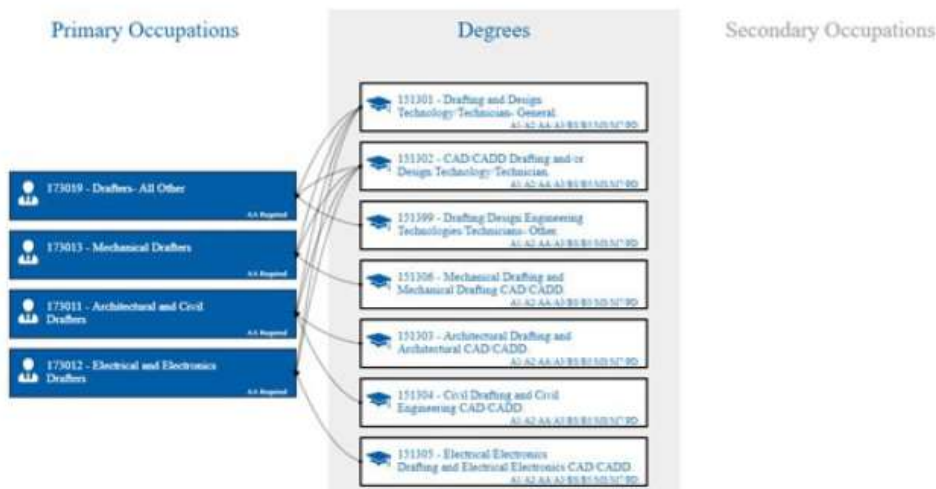 Primary Occupations
Degrees
Secondary Occupations
173019 - Drafters- All Other
AA Required
173013 - Mechanical Drafters
AA Required
173011 - Architectural and Civil
Drafters
AA Required
173012 - Electrical and Electronics
Drafters
AA Required
151301 - Drafting and Design
Technology/Technician- General.
151302 - CAD/CADD Drafting and/or
Design Technology/Technician.
151399 - Drafting/Design Engineering
Technologies/Technicians- Other.
151306 - Mechanical Drafting and
Mechanical Drafting CAD/CADD.
151303 - Architectural Drafting and
Architectural CAD/CADD.
151304 - Civil Drafting and Civil
Engineering CAD/CADD.
151305 - Electrical/Electronics
Drafting and Electrical/Electronics CAD/CADD.